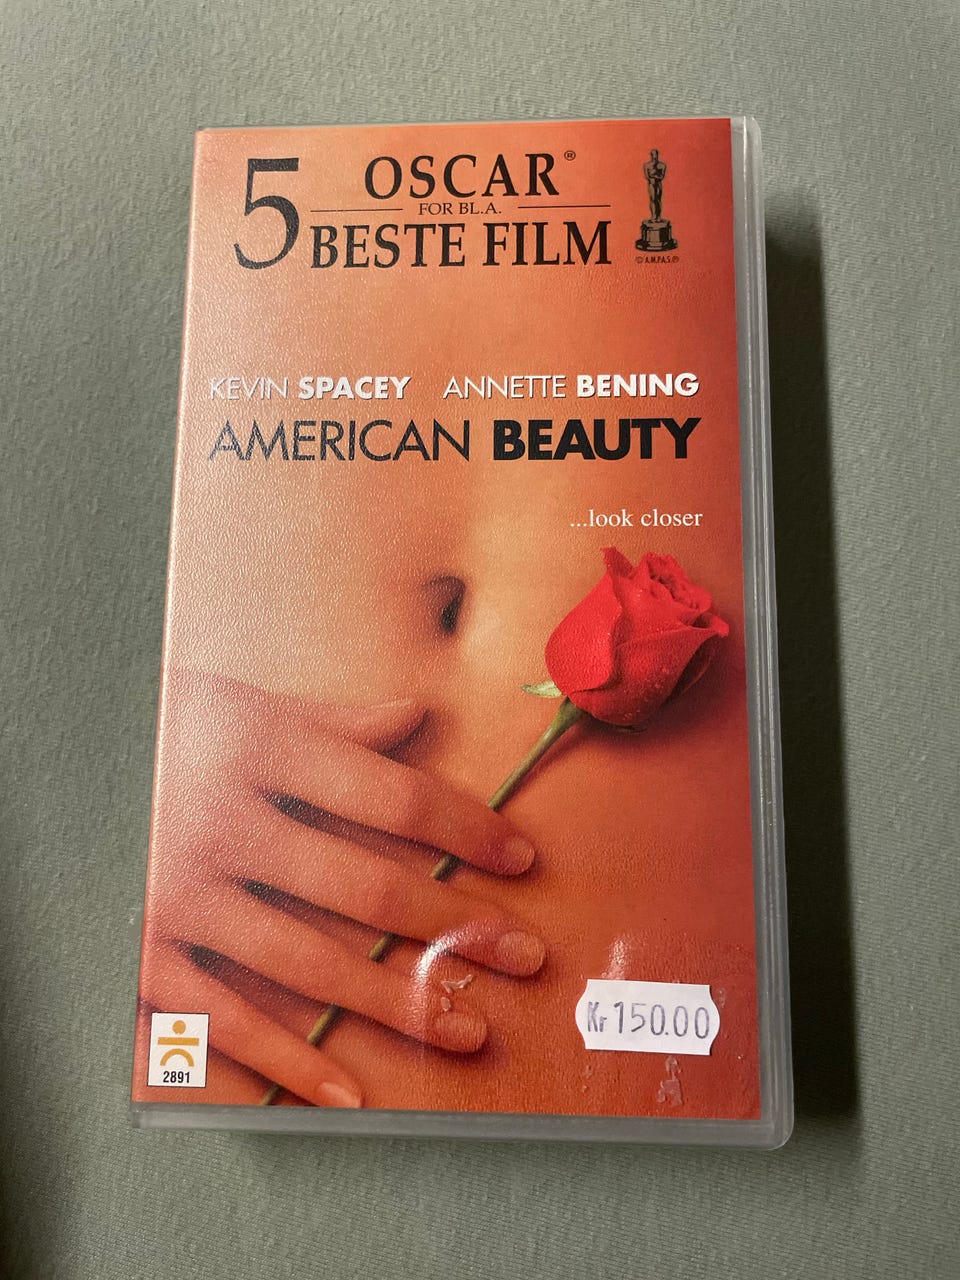 5 OSCAR®
FOR BL.A.
BESTE FILM
©A.M.P.A.S.®
KEVIN SPACEY ANNETTE BENING
AMERICAN BEAUTY
...look closer
Kr 150.00
2891